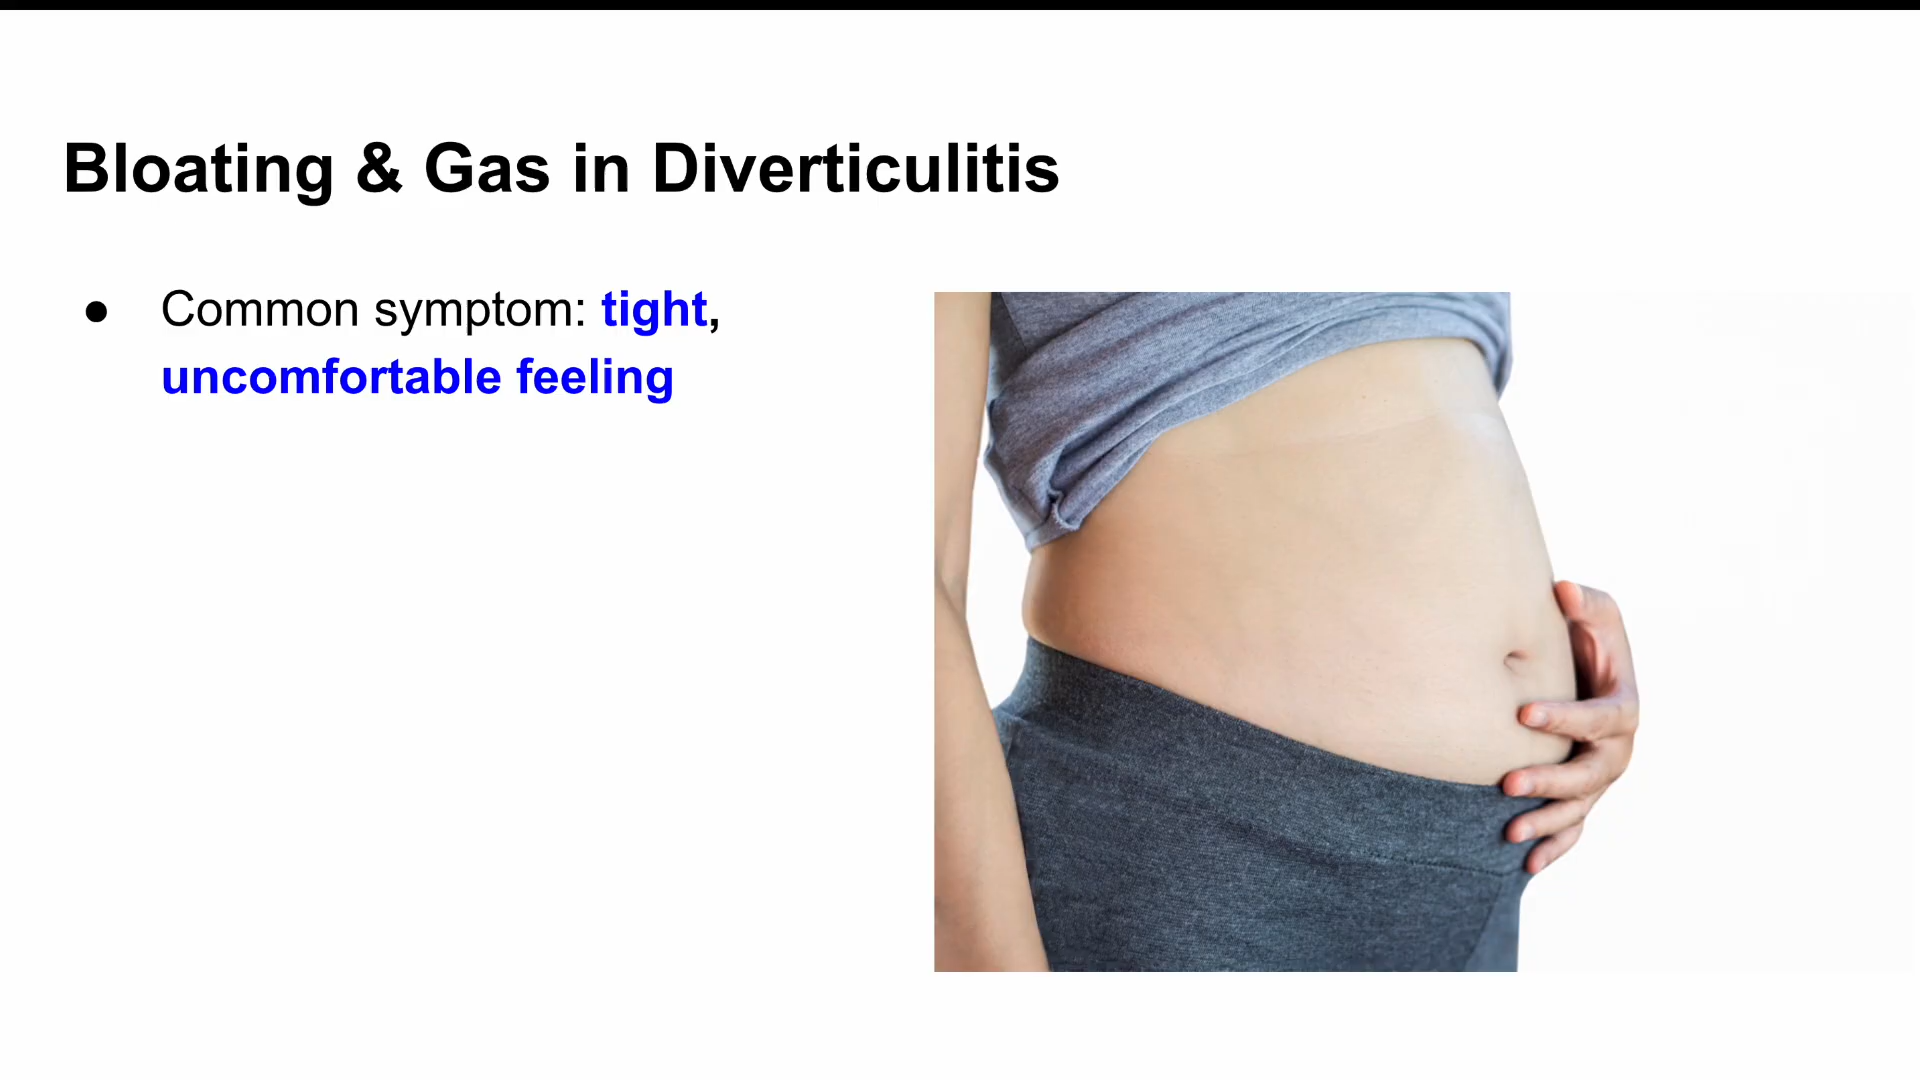 Bloating & Gas in Diverticulitis
● Common symptom: tight,
uncomfortable feeling